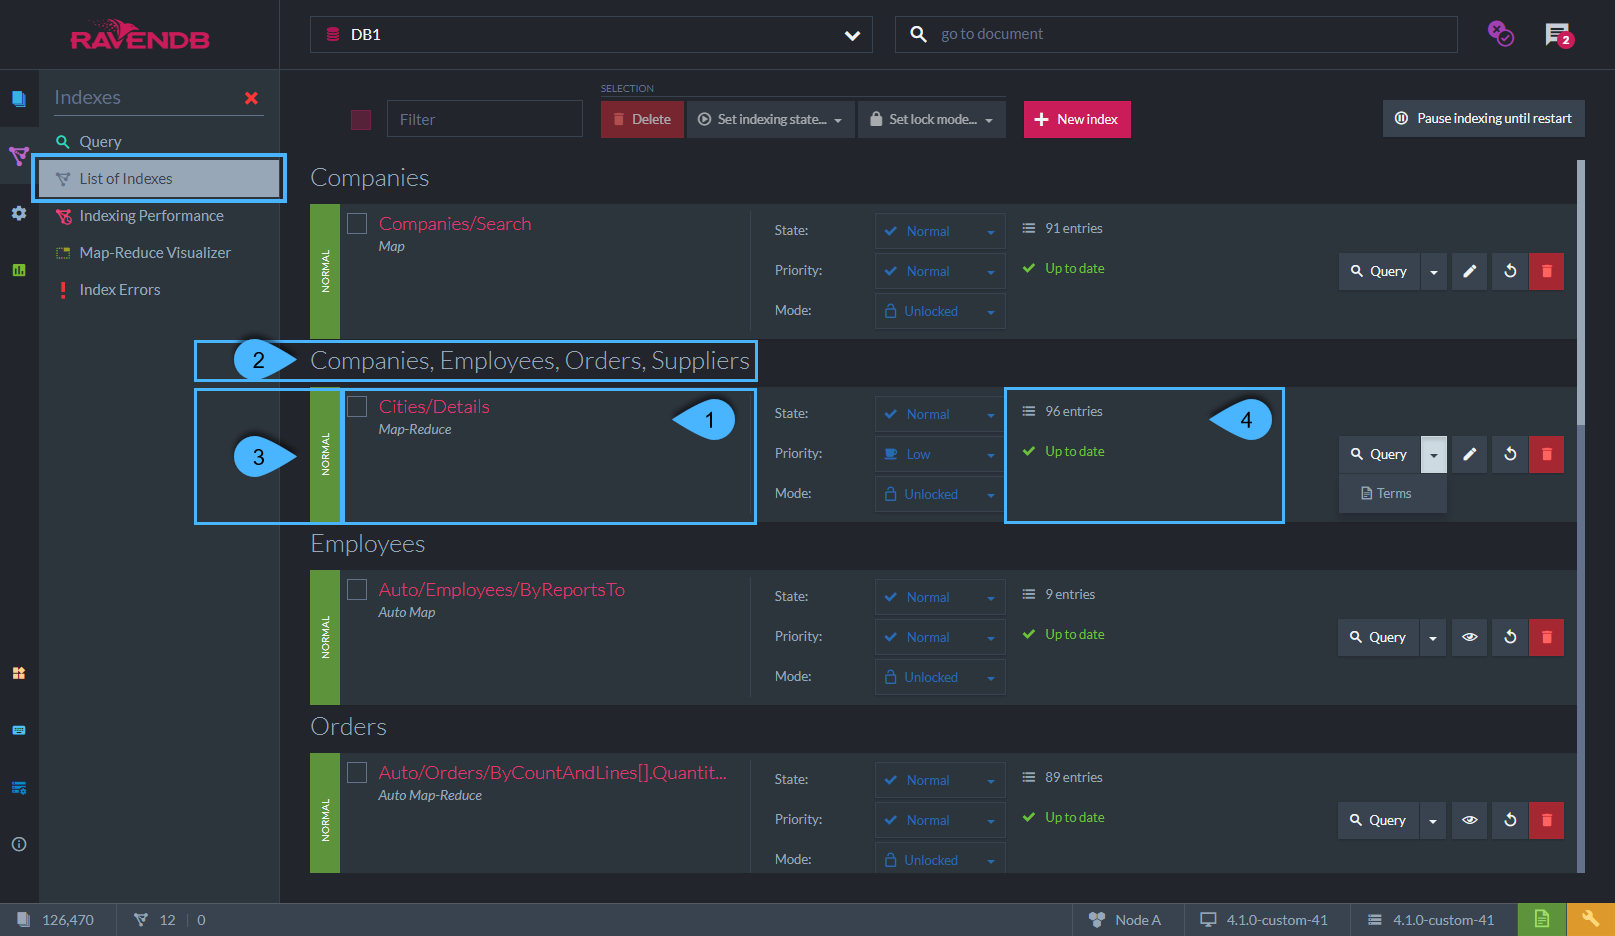 RAVENDB
DB1
go to document
2
Indexes
Query
List of Indexes
Indexing Performance
Map-Reduce Visualizer
Index Errors
SELECTION
Filter
Delete
Set indexing state...
Set lock mode...
New index
Pause indexing until restart
Companies
NORMAL
Companies/Search
Map
State:
Normal
Priority:
Normal
Mode:
Unlocked
91 entries
Up to date
Query
2
Companies, Employees, Orders, Suppliers
3
NORMAL
Cities/Details
Map-Reduce
1
State:
Normal
Priority:
Low
Mode:
Unlocked
96 entries
Up to date
4
Query
Terms
Employees
NORMAL
Auto/Employees/ByReportsTo
Auto Map
State:
Normal
Priority:
Normal
Mode:
Unlocked
9 entries
Up to date
Query
Orders
NORMAL
Auto/Orders/ByCountAndLines[].Quantit...
Auto Map-Reduce
State:
Normal
Priority:
Normal
Mode:
Unlocked
89 entries
Up to date
Query
126,470
12 | 0
Node A
4.1.0-custom-41
4.1.0-custom-41